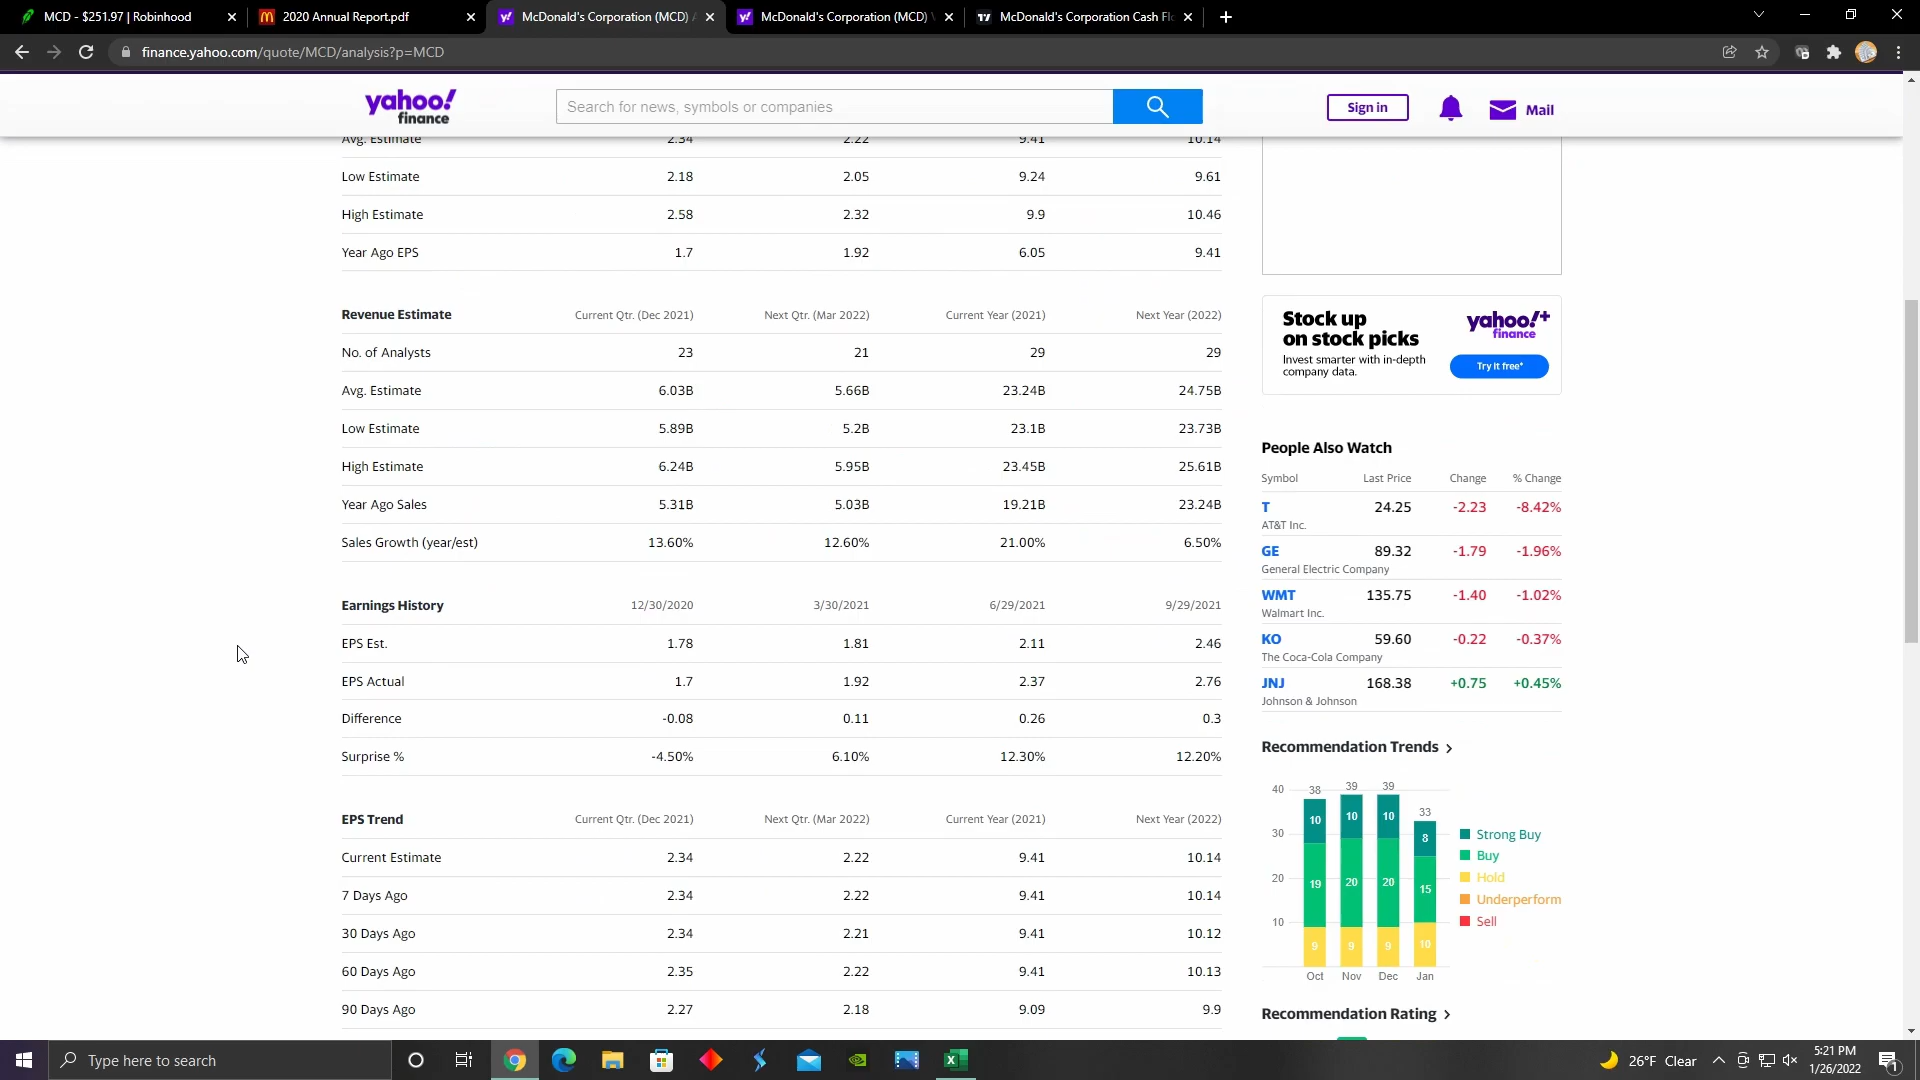 MCD - $251.97 | Robinhood
2020 Annual Report.pdf
McDonald's Corporation (MCD)
McDonald's Corporation (MCD)
McDonald's Corporation Cash
finance.yahoo.com/quote/MCD/analysis?p=MCD
yahoo!
finance
Search for news, symbols or companies
Sign in
Mail
Avg. Estimate 2.34 2.22 9.41 10.14
Low Estimate 2.18 2.05 9.24 9.61
High Estimate 2.58 2.32 9.9 10.46
Year Ago EPS 1.7 1.92 6.05 9.41
Revenue Estimate Current Qtr. (Dec 2021) Next Qtr. (Mar 2022) Current Year (2021) Next Year (2022)
No. of Analysts 23 21 29 29
Avg. Estimate 6.03B 5.66B 23.24B 24.75B
Low Estimate 5.89B 5.2B 23.1B 23.73B
High Estimate 6.24B 5.95B 23.45B 25.61B
Year Ago Sales 5.31B 5.03B 19.21B 23.24B
Sales Growth (year/est) 13.60% 12.60% 21.00% 6.50%
Earnings History 12/30/2020 3/30/2021 6/29/2021 9/29/2021
EPS Est. 1.78 1.81 2.11 2.46
EPS Actual 1.7 1.92 2.37 2.76
Difference -0.08 0.11 0.26 0.3
Surprise % -4.50% 6.10% 12.30% 12.20%
EPS Trend Current Qtr. (Dec 2021) Next Qtr. (Mar 2022) Current Year (2021) Next Year (2022)
Current Estimate 2.34 2.22 9.41 10.14
7 Days Ago 2.34 2.22 9.41 10.14
30 Days Ago 2.34 2.21 9.41 10.12
60 Days Ago 2.35 2.22 9.41 10.13
90 Days Ago 2.27 2.18 9.09 9.9
Stock up
on stock picks
Invest smarter with in-depth
company data.
yahoo!+
finance
Try it free*
People Also Watch
Symbol Last Price Change % Change
T 24.25 -2.23 -8.42%
AT&T Inc.
GE 89.32 -1.79 -1.96%
General Electric Company
WMT 135.75 -1.40 -1.02%
Walmart Inc.
KO 59.60 -0.22 -0.37%
The Coca-Cola Company
JNJ 168.38 +0.75 +0.45%
Johnson & Johnson
Recommendation Trends
40 38 39 39
33
10 10 10 8
30
20
19 20 20 15
10
9 9 9 10
Oct Nov Dec Jan
Strong Buy
Buy
Hold
Underperform
Sell
Recommendation Rating
Type here to search
26°F Clear
5:21 PM
1/26/2022
1